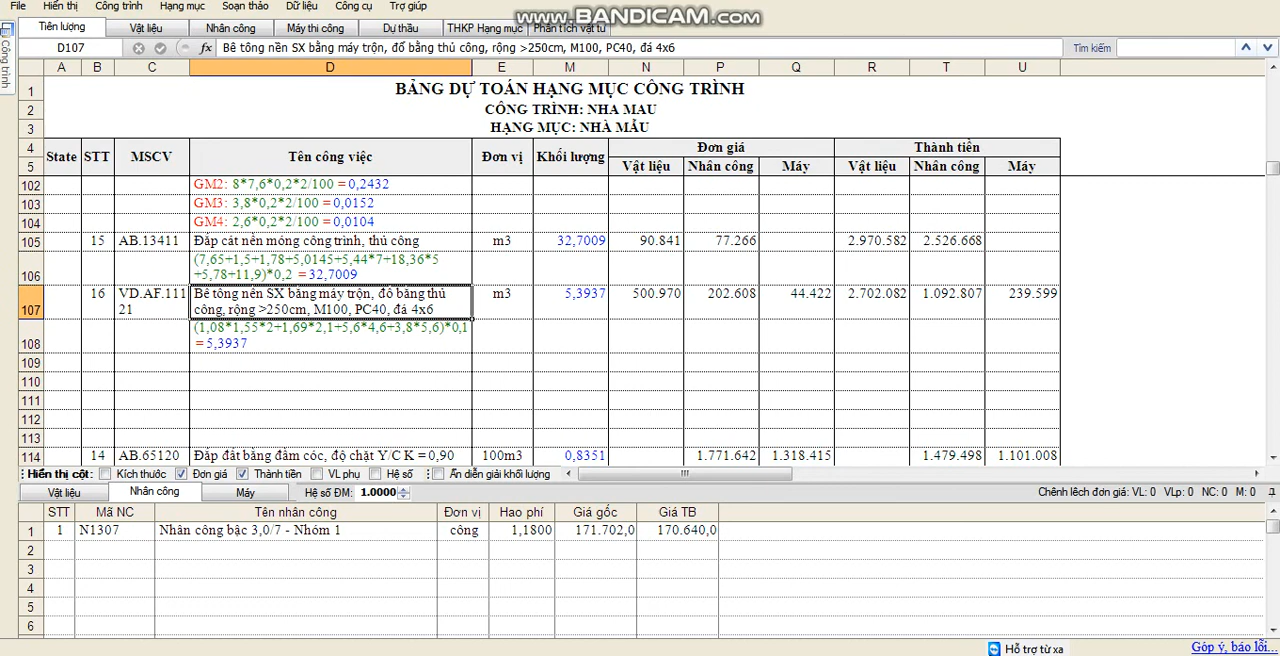 File Hiển thị Công trình Hạng mục Soạn thảo Dữ liệu Công cụ Trợ giúp
www.BANDICAM.com
Tiên lượng Vật liệu Nhân công Máy thi công Dự thầu THKP Hạng mục Phân tích vật tư
Công trình
D107 fx Bê tông nền SX bằng máy trộn, đổ bằng thủ công, rộng >250cm, M100, PC40, đá 4x6 Tìm kiếm
A B C D E M N P Q R T U
1 BẢNG DỰ TOÁN HẠNG MỤC CÔNG TRÌNH
2 CÔNG TRÌNH: NHA MAU
3 HẠNG MỤC: NHÀ MẪU
4 State STT MSCV Tên công việc Đơn vị Khối lượng Đơn giá Thành tiền
5 Vật liệu Nhân công Máy Vật liệu Nhân công Máy
102 GM2: 8*7,6*0,2*2/100 = 0,2432
103 GM3: 3,8*0,2*2/100 = 0,0152
104 GM4: 2,6*0,2*2/100 = 0,0104
105 15 AB.13411 Đắp cát nền móng công trình, thủ công m3 32,7009 90.841 77.266 2.970.582 2.526.668
(7,65+1,5+1,78+5,0145+5,44*7+18,36*5
106 +5,78+11,9)*0,2 = 32,7009
16 VD.AF.111 Bê tông nền SX bằng máy trộn, đổ bằng thủ m3 5,3937 500.970 202.608 44.422 2.702.082 1.092.807 239.599
107 21 công, rộng >250cm, M100, PC40, đá 4x6
(1,08*1,55*2+1,69*2,1+5,6*4,6+3,8*5,6)*0,1
108 = 5,3937
109
110
111
112
113
114 14 AB.65120 Đắp đất bằng đầm cóc, độ chặt Y/C K = 0,90 100m3 0,8351 1.771.642 1.318.415 1.479.498 1.101.008
Hiển thị cột: Kích thước Đơn giá Thành tiền VL phụ Hệ số Ẩn diễn giải khối lượng
Vật liệu Nhân công Máy Hệ số ĐM: 1.0000 Chênh lệch đơn giá: VL: 0 VLp: 0 NC: 0 M: 0
STT Mã NC Tên nhân công Đơn vị Hao phí Giá gốc Giá TB
1 1 N1307 Nhân công bậc 3,0/7 - Nhóm 1 công 1,1800 171.702,0 170.640,0
2
3
4
5
6
Hỗ trợ từ xa Góp ý, báo lỗi...